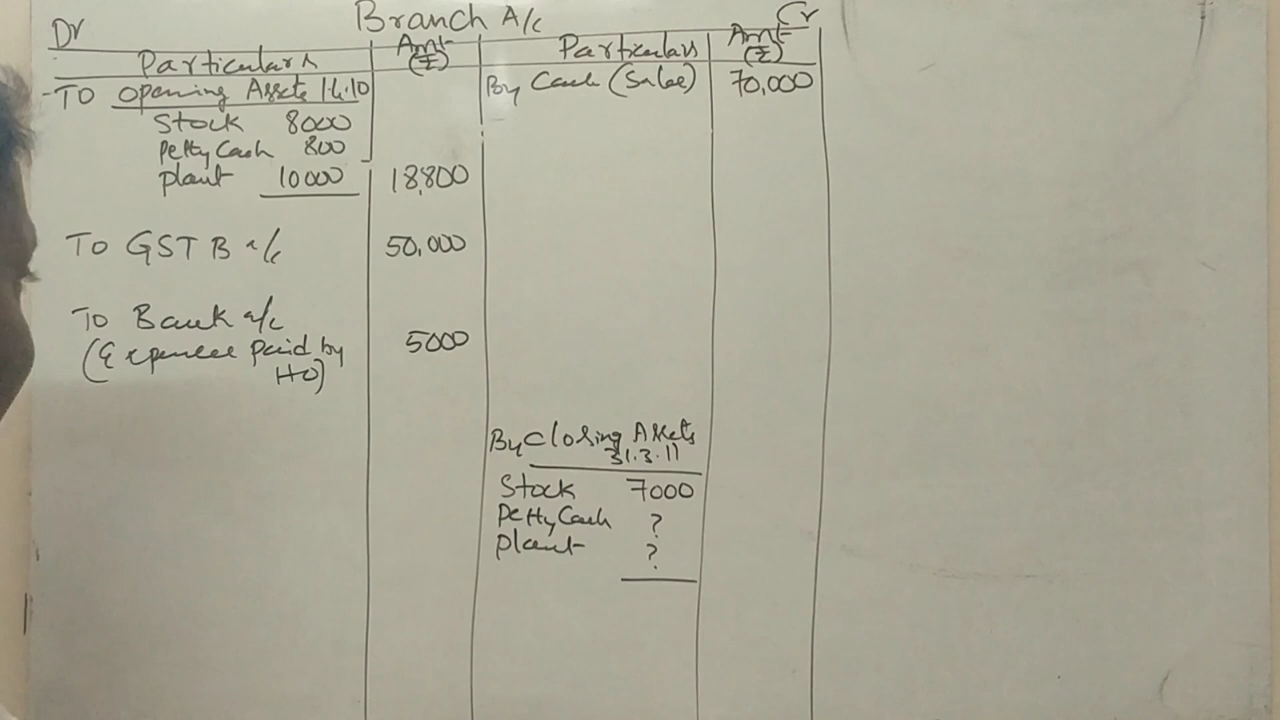 Branch A/c
Dr
Cr
Particulars Amt (₹) Particulars Amt (₹)
To Opening Assets 1.4.10
Stock 8000
Petty Cash 800
plant 10000 18,800
To GSTB a/c 50,000
To Bank a/c
(Expenses paid by HO) 5000
By Cash (Sales) 70,000
By Closing Assets
31.3.11
Stock 7000
Petty Cash ?
plant ?